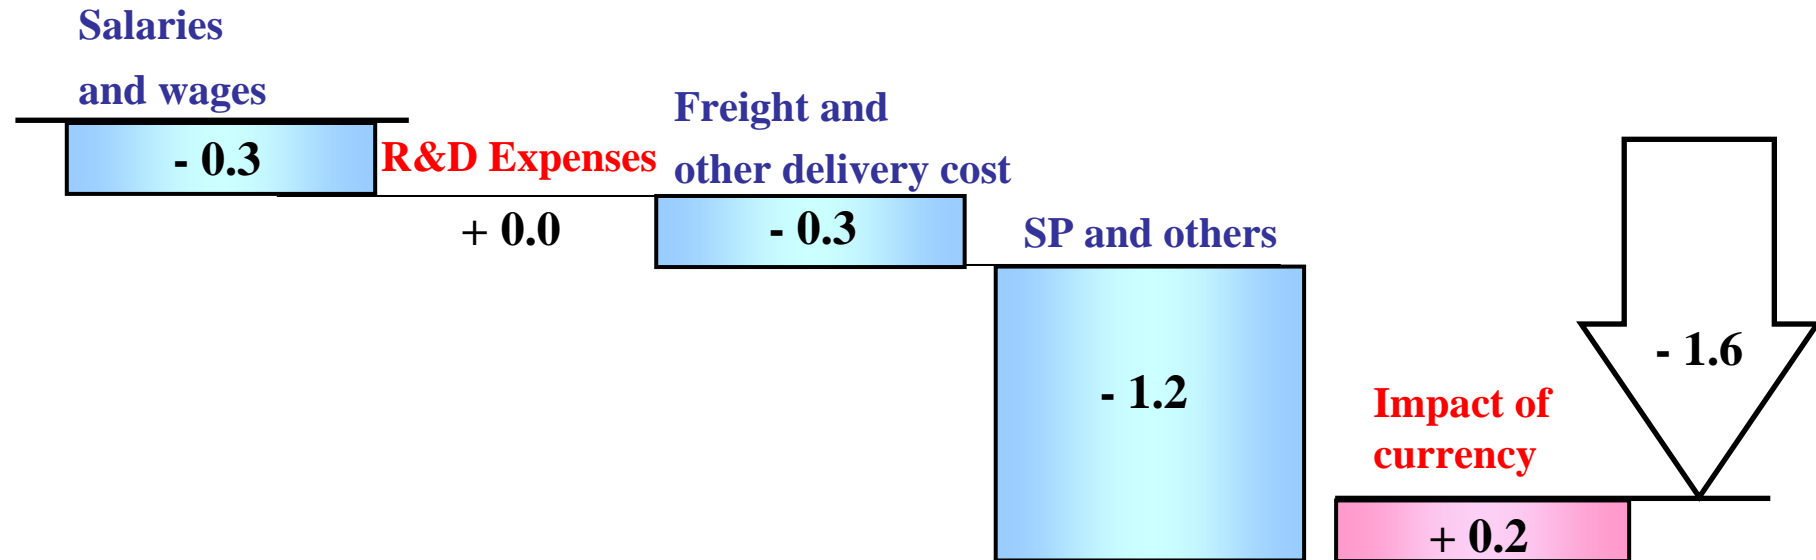 Salaries
and wages
- 0.3
R&D Expenses
+ 0.0
Freight and
other delivery cost
- 0.3
SP and others
- 1.2
Impact of
currency
+ 0.2
- 1.6